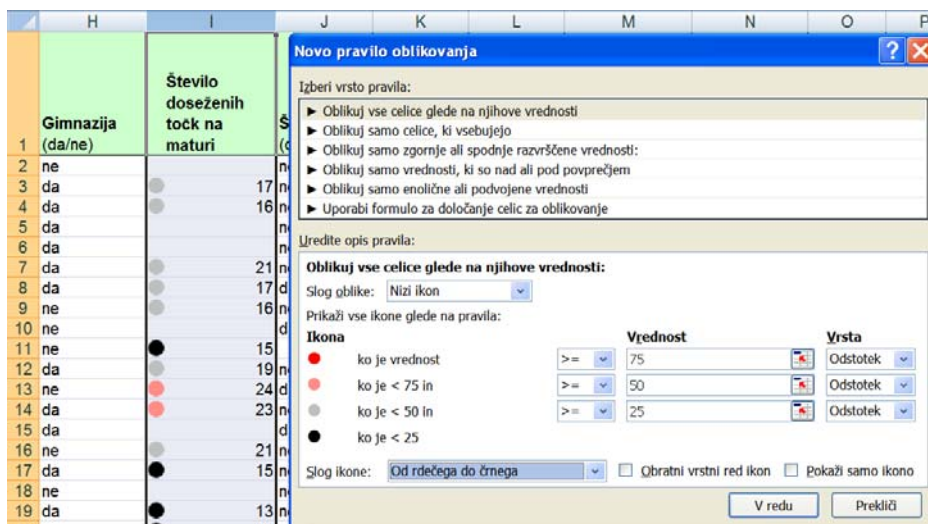 H I J K L M N O P
1 Gimnazija (da/ne) Število doseženih točk na maturi Š (d
2 ne n
3 da 17 n
4 da 16 n
5 da n
6 da n
7 da 21 n
8 da 17 d
9 ne 16 n
10 ne d
11 ne 15
12 da 19 n
13 ne 24 d
14 da 23 n
15 da d
16 ne 21 n
17 da 15 n
18 ne n
19 da 13 n
Novo pravilo oblikovanja
Izberi vrsto pravila:
► Oblikuj vse celice glede na njihove vrednosti
► Oblikuj samo celice, ki vsebujejo
► Oblikuj samo zgornje ali spodnje razvrščene vrednosti:
► Oblikuj samo vrednosti, ki so nad ali pod povprečjem
► Oblikuj samo enolične ali podvojene vrednosti
► Uporabi formulo za določanje celic za oblikovanje
Uredite opis pravila:
Oblikuj vse celice glede na njihove vrednosti:
Slog oblike: Nizi ikon
Prikaži vse ikone glede na pravila:
Ikona Vrednost Vrsta
ko je vrednost >= 75 Odstotek
ko je < 75 in >= 50 Odstotek
ko je < 50 in >= 25 Odstotek
ko je < 25
Slog ikone: Od rdečega do črnega Obratni vrstni red ikon Pokaži samo ikono
V redu Prekliči